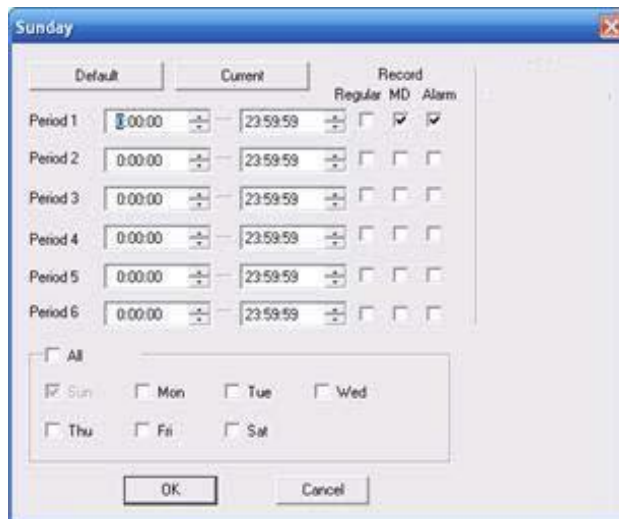 Sunday
Default Current Record
Regular MD Alarm
Period 1 0:00:00 23:59:59
Period 2 0:00:00 23:59:59
Period 3 0:00:00 23:59:59
Period 4 0:00:00 23:59:59
Period 5 0:00:00 23:59:59
Period 6 0:00:00 23:59:59
All
Sun Mon Tue Wed
Thu Fri Sat
OK Cancel